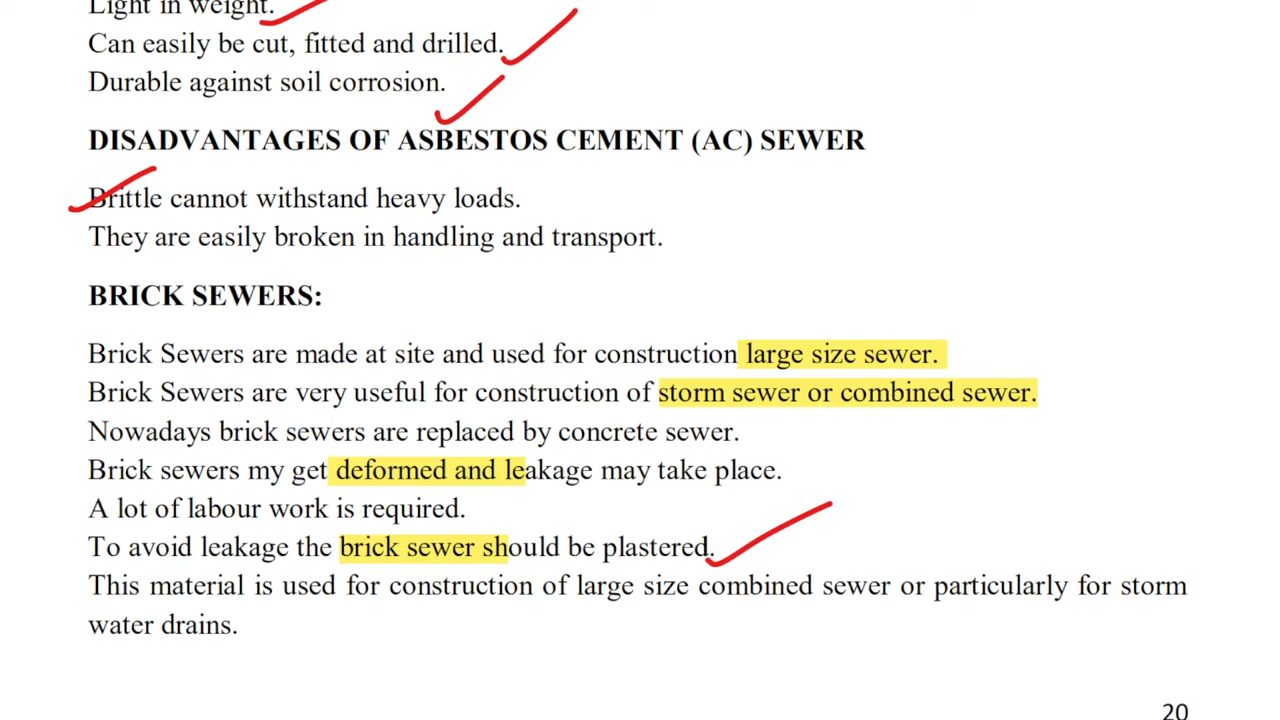 Light in weight.
Can easily be cut, fitted and drilled.
Durable against soil corrosion.
DISADVANTAGES OF ASBESTOS CEMENT (AC) SEWER
Brittle cannot withstand heavy loads.
They are easily broken in handling and transport.
BRICK SEWERS:
Brick Sewers are made at site and used for construction large size sewer.
Brick Sewers are very useful for construction of storm sewer or combined sewer.
Nowadays brick sewers are replaced by concrete sewer.
Brick sewers my get deformed and leakage may take place.
A lot of labour work is required.
To avoid leakage the brick sewer should be plastered.
This material is used for construction of large size combined sewer or particularly for storm
water drains.
20